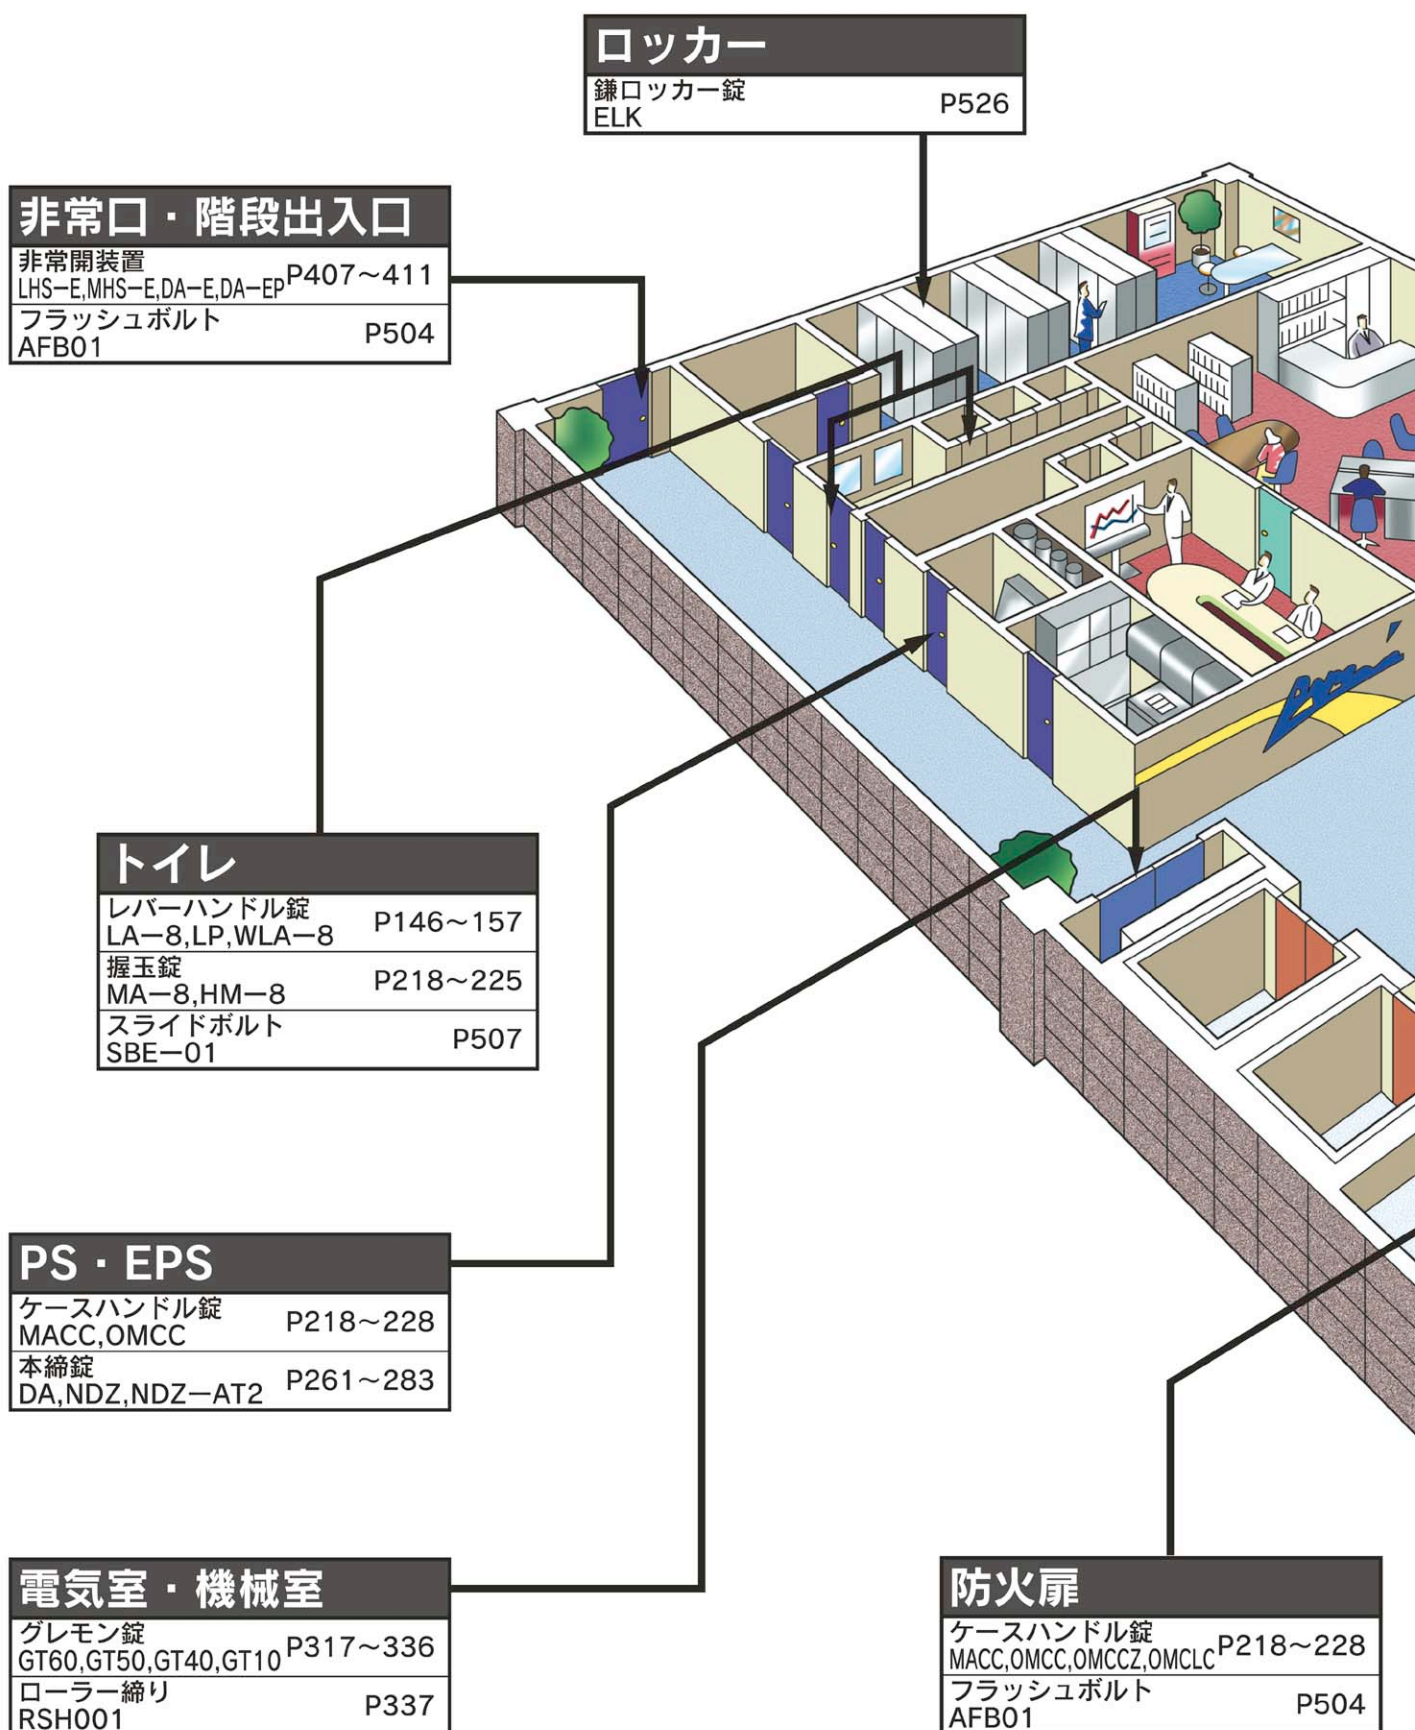 ロッカー
鎌ロッカー錠
ELK
P526
非常口・階段出入口
非常開装置
LHS−E,MHS−E,DA−E,DA−EP
P407〜411
フラッシュボルト
AFB01
P504
トイレ
レバーハンドル錠
LA−8,LP,WLA−8
P146〜157
握玉錠
MA−8,HM−8
P218〜225
スライドボルト
SBE−01
P507
PS・EPS
ケースハンドル錠
MACC,OMCC
P218〜228
本締錠
DA,NDZ,NDZ−AT2
P261〜283
電気室・機械室
グレモン錠
GT60,GT50,GT40,GT10
P317〜336
ローラー締り
RSH001
P337
防火扉
ケースハンドル錠
MACC,OMCC,OMCCZ,OMCLC
P218〜228
フラッシュボルト
AFB01
P504